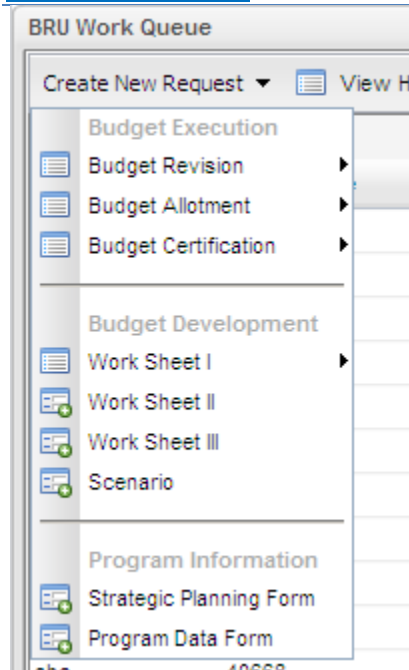 BRU Work Queue
Create New Request View H
Budget Execution
Budget Revision
Budget Allotment
Budget Certification
Budget Development
Work Sheet I
Work Sheet II
Work Sheet III
Scenario
Program Information
Strategic Planning Form
Program Data Form